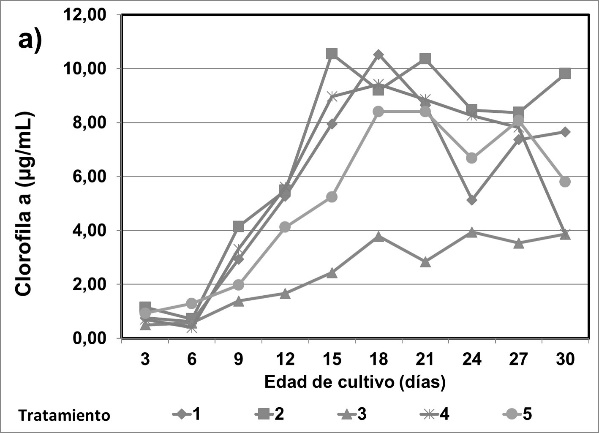 a)
Clorofila a (µg/mL)
12,00
10,00
8,00
6,00
4,00
2,00
0,00
3 6 9 12 15 18 21 24 27 30
Edad de cultivo (días)
Tratamiento 1 2 3 4 5